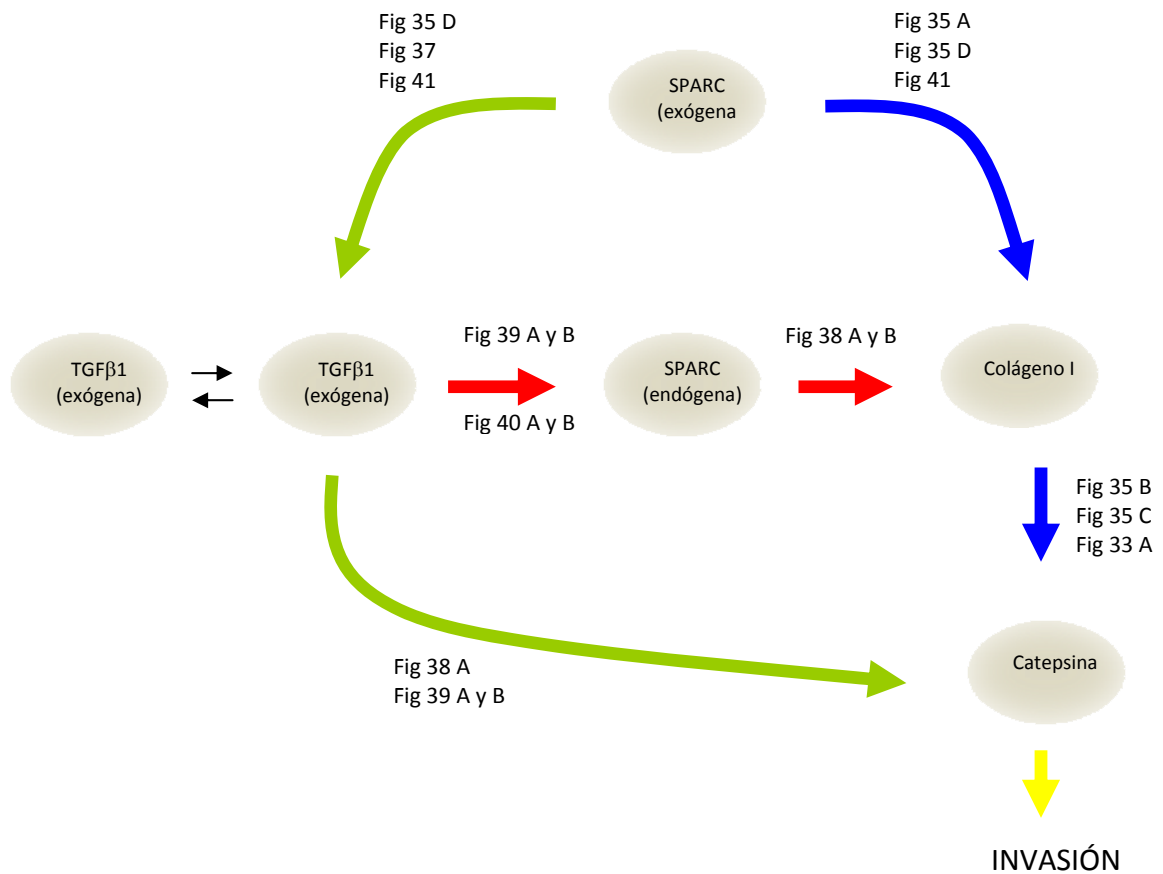 Fig 35 D
Fig 37
Fig 41
SPARC
(exógena
Fig 35 A
Fig 35 D
Fig 41
TGFβ1
(exógena)
TGFβ1
(exógena)
Fig 39 A y B
Fig 40 A y B
SPARC
(endógena)
Fig 38 A y B
Colágeno I
Fig 35 B
Fig 35 C
Fig 33 A
Fig 38 A
Fig 39 A y B
Catepsina
INVASIÓN